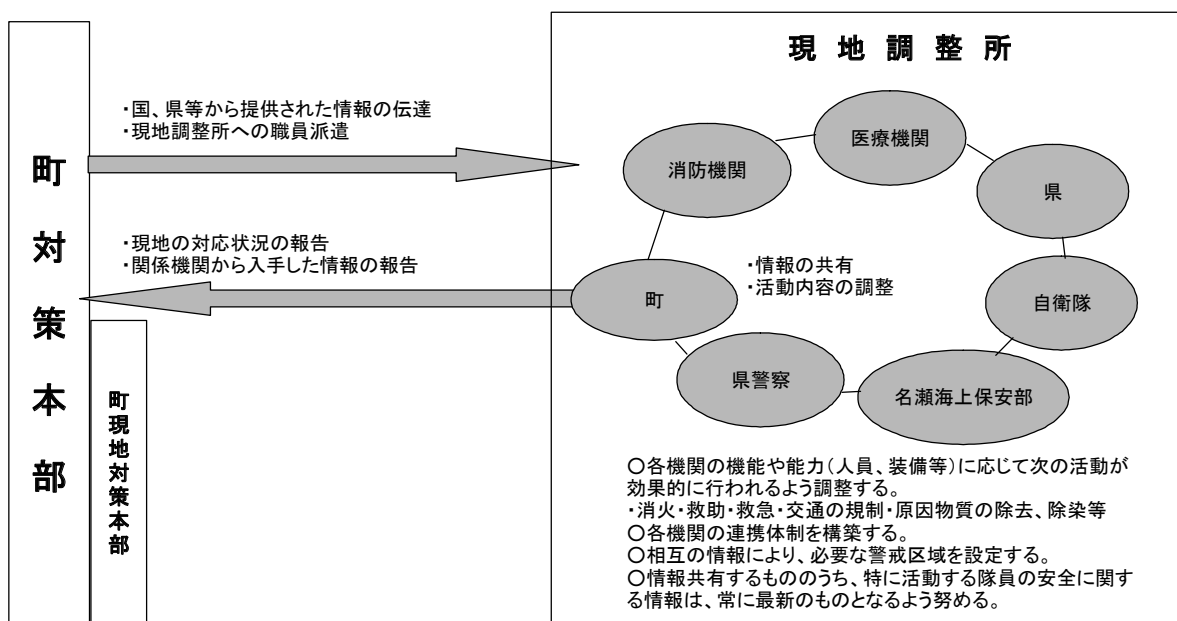 町対策本部
町現地対策本部
・国、県等から提供された情報の伝達
・現地調整所への職員派遣
・現地の対応状況の報告
・関係機関から入手した情報の報告
現地調整所
医療機関
消防機関
県
・情報の共有
・活動内容の調整
町
自衛隊
県警察
名瀬海上保安部
○各機関の機能や能力(人員、装備等)に応じて次の活動が
効果的に行われるよう調整する。
・消火・救助・救急・交通の規制・原因物質の除去、除染等
○各機関の連携体制を構築する。
○相互の情報により、必要な警戒区域を設定する。
○情報共有するもののうち、特に活動する隊員の安全に関す
る情報は、常に最新のものとなるよう努める。